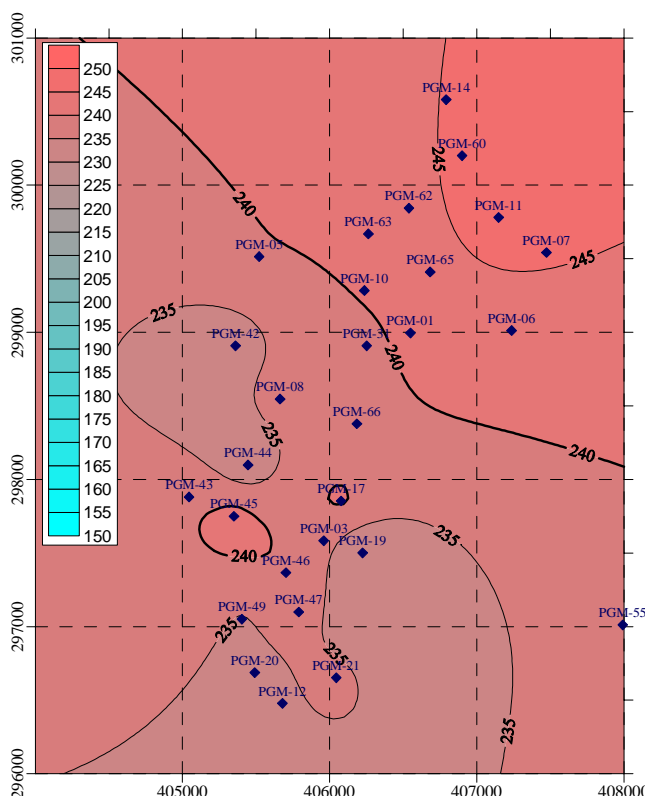 301000
250
245
240
235
230
225
220
215
210
205
200
195
190
185
180
175
170
165
160
155
150
PGM-14
PGM-60
245
300000
240
PGM-62
PGM-11
PGM-63
PGM-05
PGM-07
245
PGM-65
PGM-10
235
299000
PGM-42
PGM-31
PGM-01
PGM-06
240
PGM-08
PGM-66
235
PGM-44
240
298000
PGM-43
PGM-17
PGM-45
240
PGM-03
PGM-19
235
PGM-46
PGM-49
PGM-47
PGM-55
297000
235
235
PGM-20
PGM-21
PGM-12
235
296000
405000
406000
407000
408000